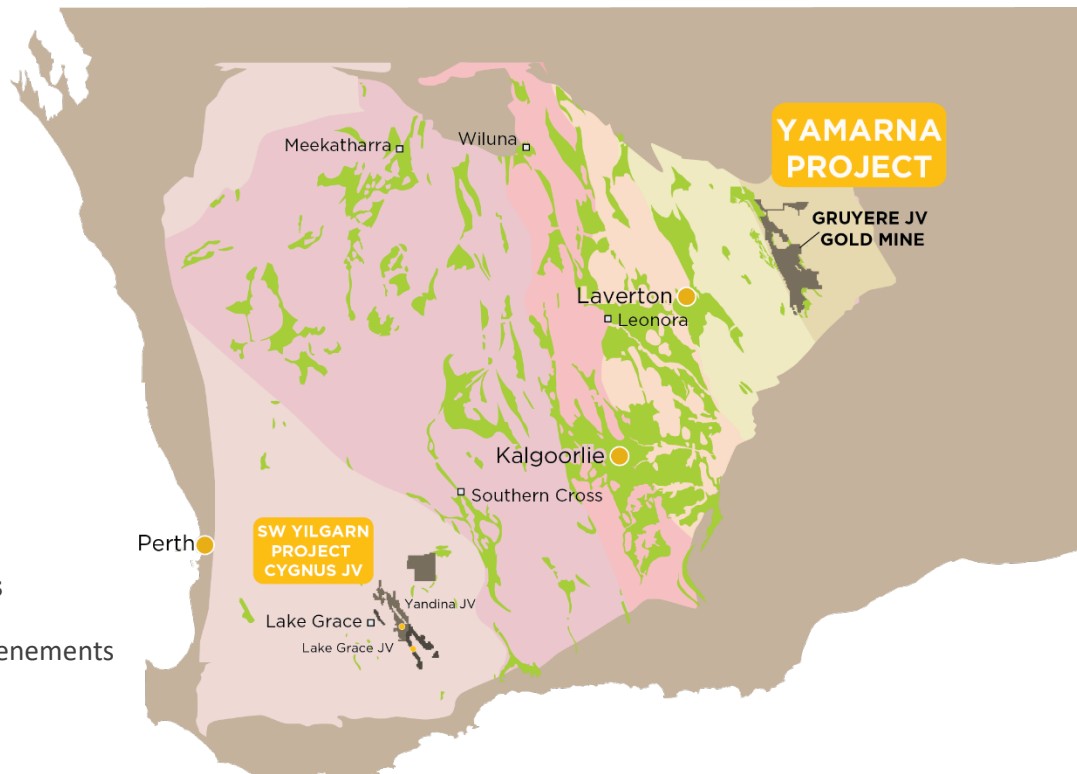 YAMARNA
PROJECT
Meekatharra
Wiluna
GRUYERE JV
GOLD MINE
Laverton
Leonora
Kalgoorlie
Southern Cross
SW YILGARN
PROJECT
CYGNUS JV
Perth
Yandina JV
Lake Grace
Lake Grace JV